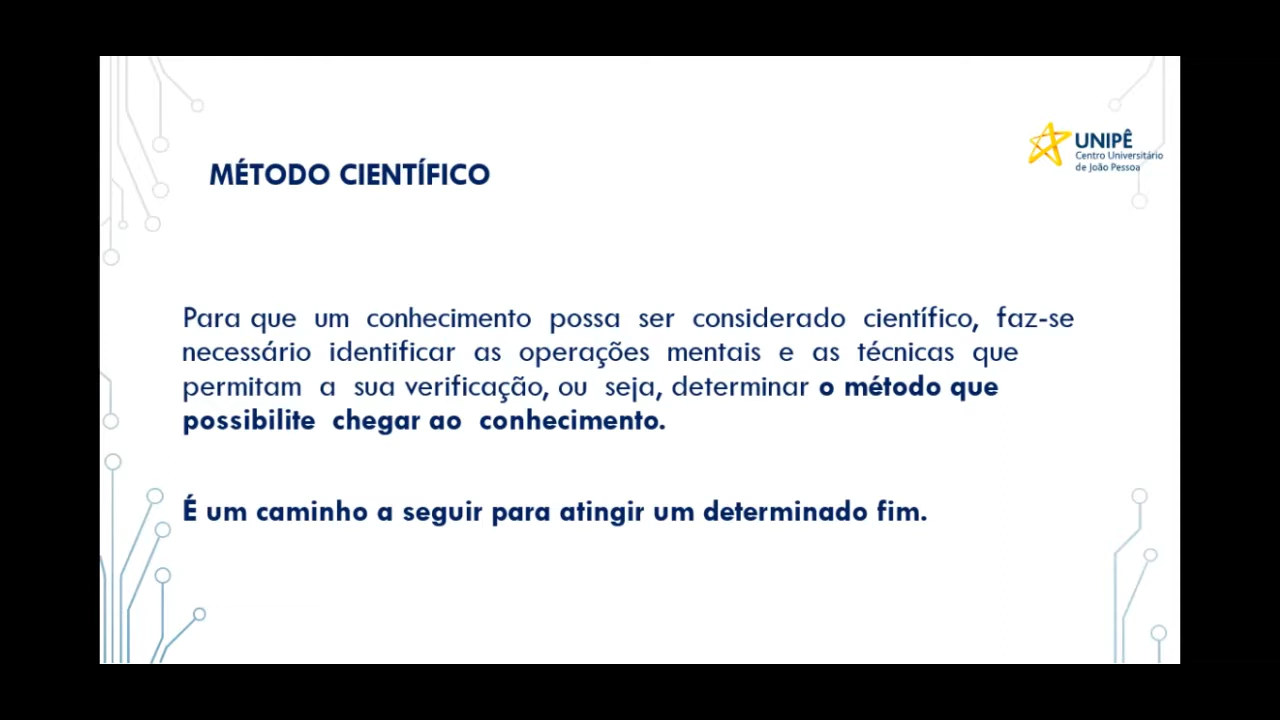 MÉTODO CIENTÍFICO
UNIPÊ
Centro Universitário
de João Pessoa
Para que um conhecimento possa ser considerado científico, faz-se
necessário identificar as operações mentais e as técnicas que
permitam a sua verificação, ou seja, determinar o método que
possibilite chegar ao conhecimento.
É um caminho a seguir para atingir um determinado fim.